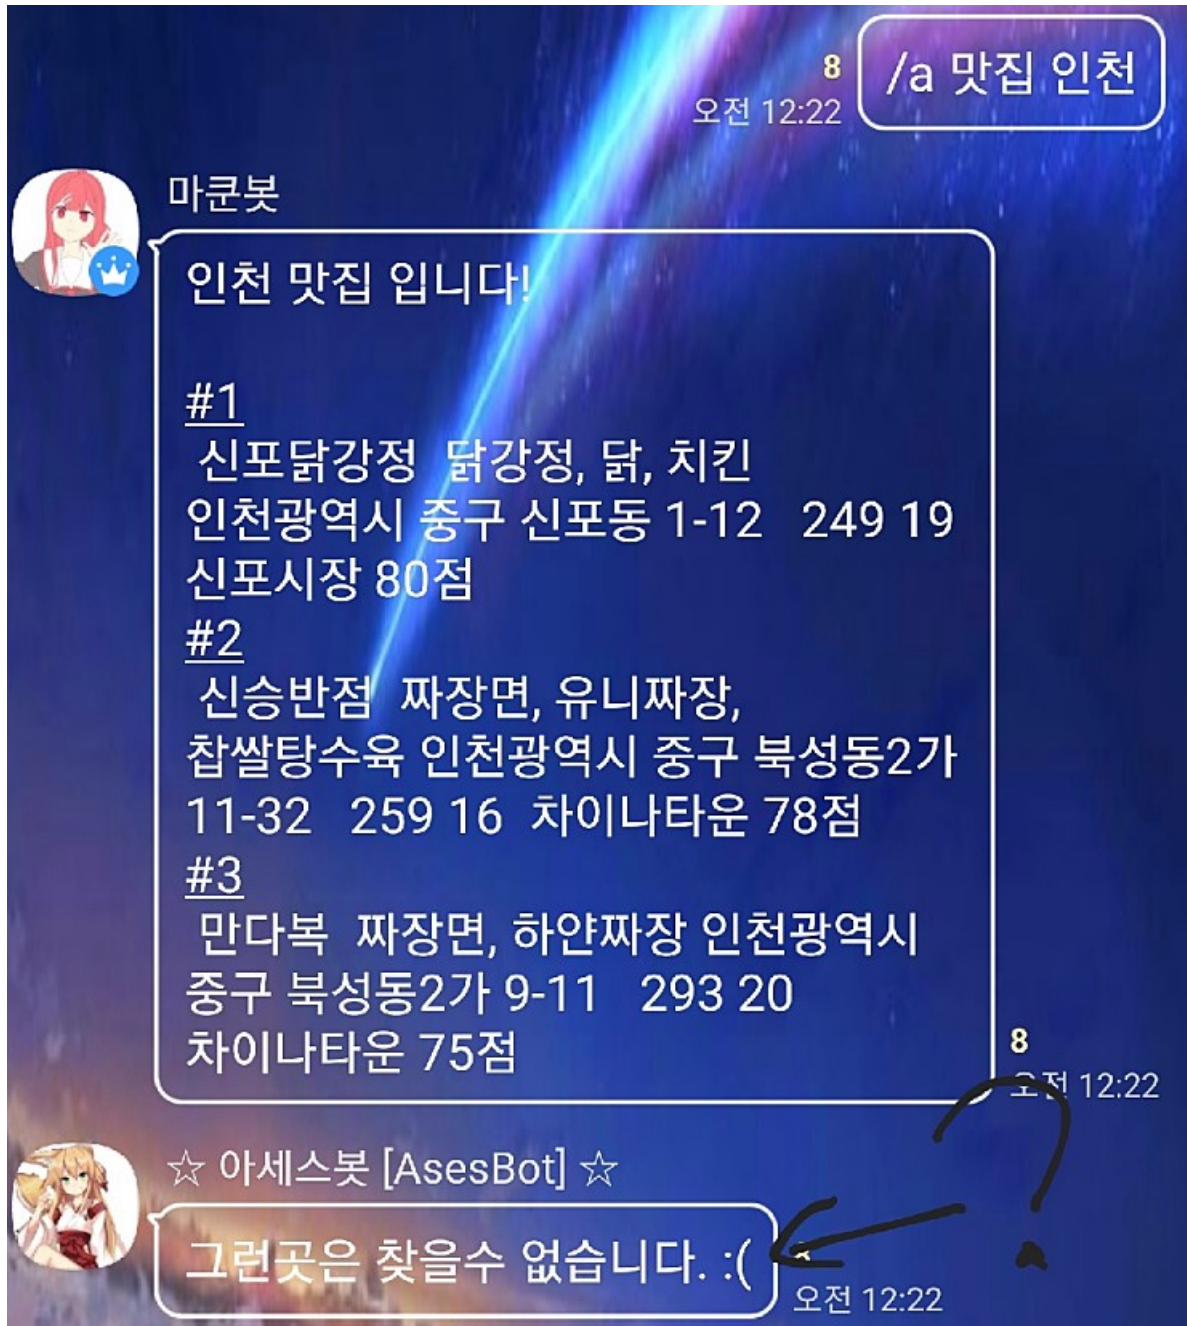 /a 맛집 인천
8
오전 12:22
마쿤봇
인천 맛집 입니다!
#1
신포닭강정  닭강정, 닭, 치킨
인천광역시 중구 신포동 1-12   249 19
신포시장 80점
#2
신승반점  짜장면, 유니짜장,
찹쌀탕수육 인천광역시 중구 북성동2가
11-32   259 16  차이나타운 78점
#3
만다복  짜장면, 하얀짜장 인천광역시
중구 북성동2가 9-11   293 20
차이나타운 75점
8
오전 12:22
?
☆ 아세스봇 [AsesBot] ☆
그런곳은 찾을수 없습니다. :(
오전 12:22